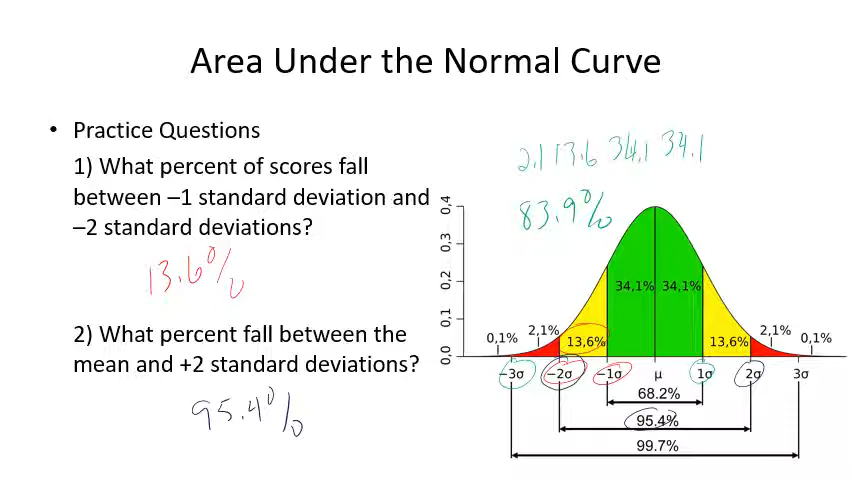 Area Under the Normal Curve
• Practice Questions
1) What percent of scores fall
between –1 standard deviation and
–2 standard deviations?
13.6%
2) What percent fall between the
mean and +2 standard deviations?
95.4%
2.1 13.6 34.1 34.1
83.9%
0,4
0,3
0,2
0,1
0,0
34,1% 34,1%
0,1% 2,1% 13,6% 13,6% 2,1% 0,1%
−3σ −2σ −1σ μ 1σ 2σ 3σ
68.2%
95.4%
99.7%